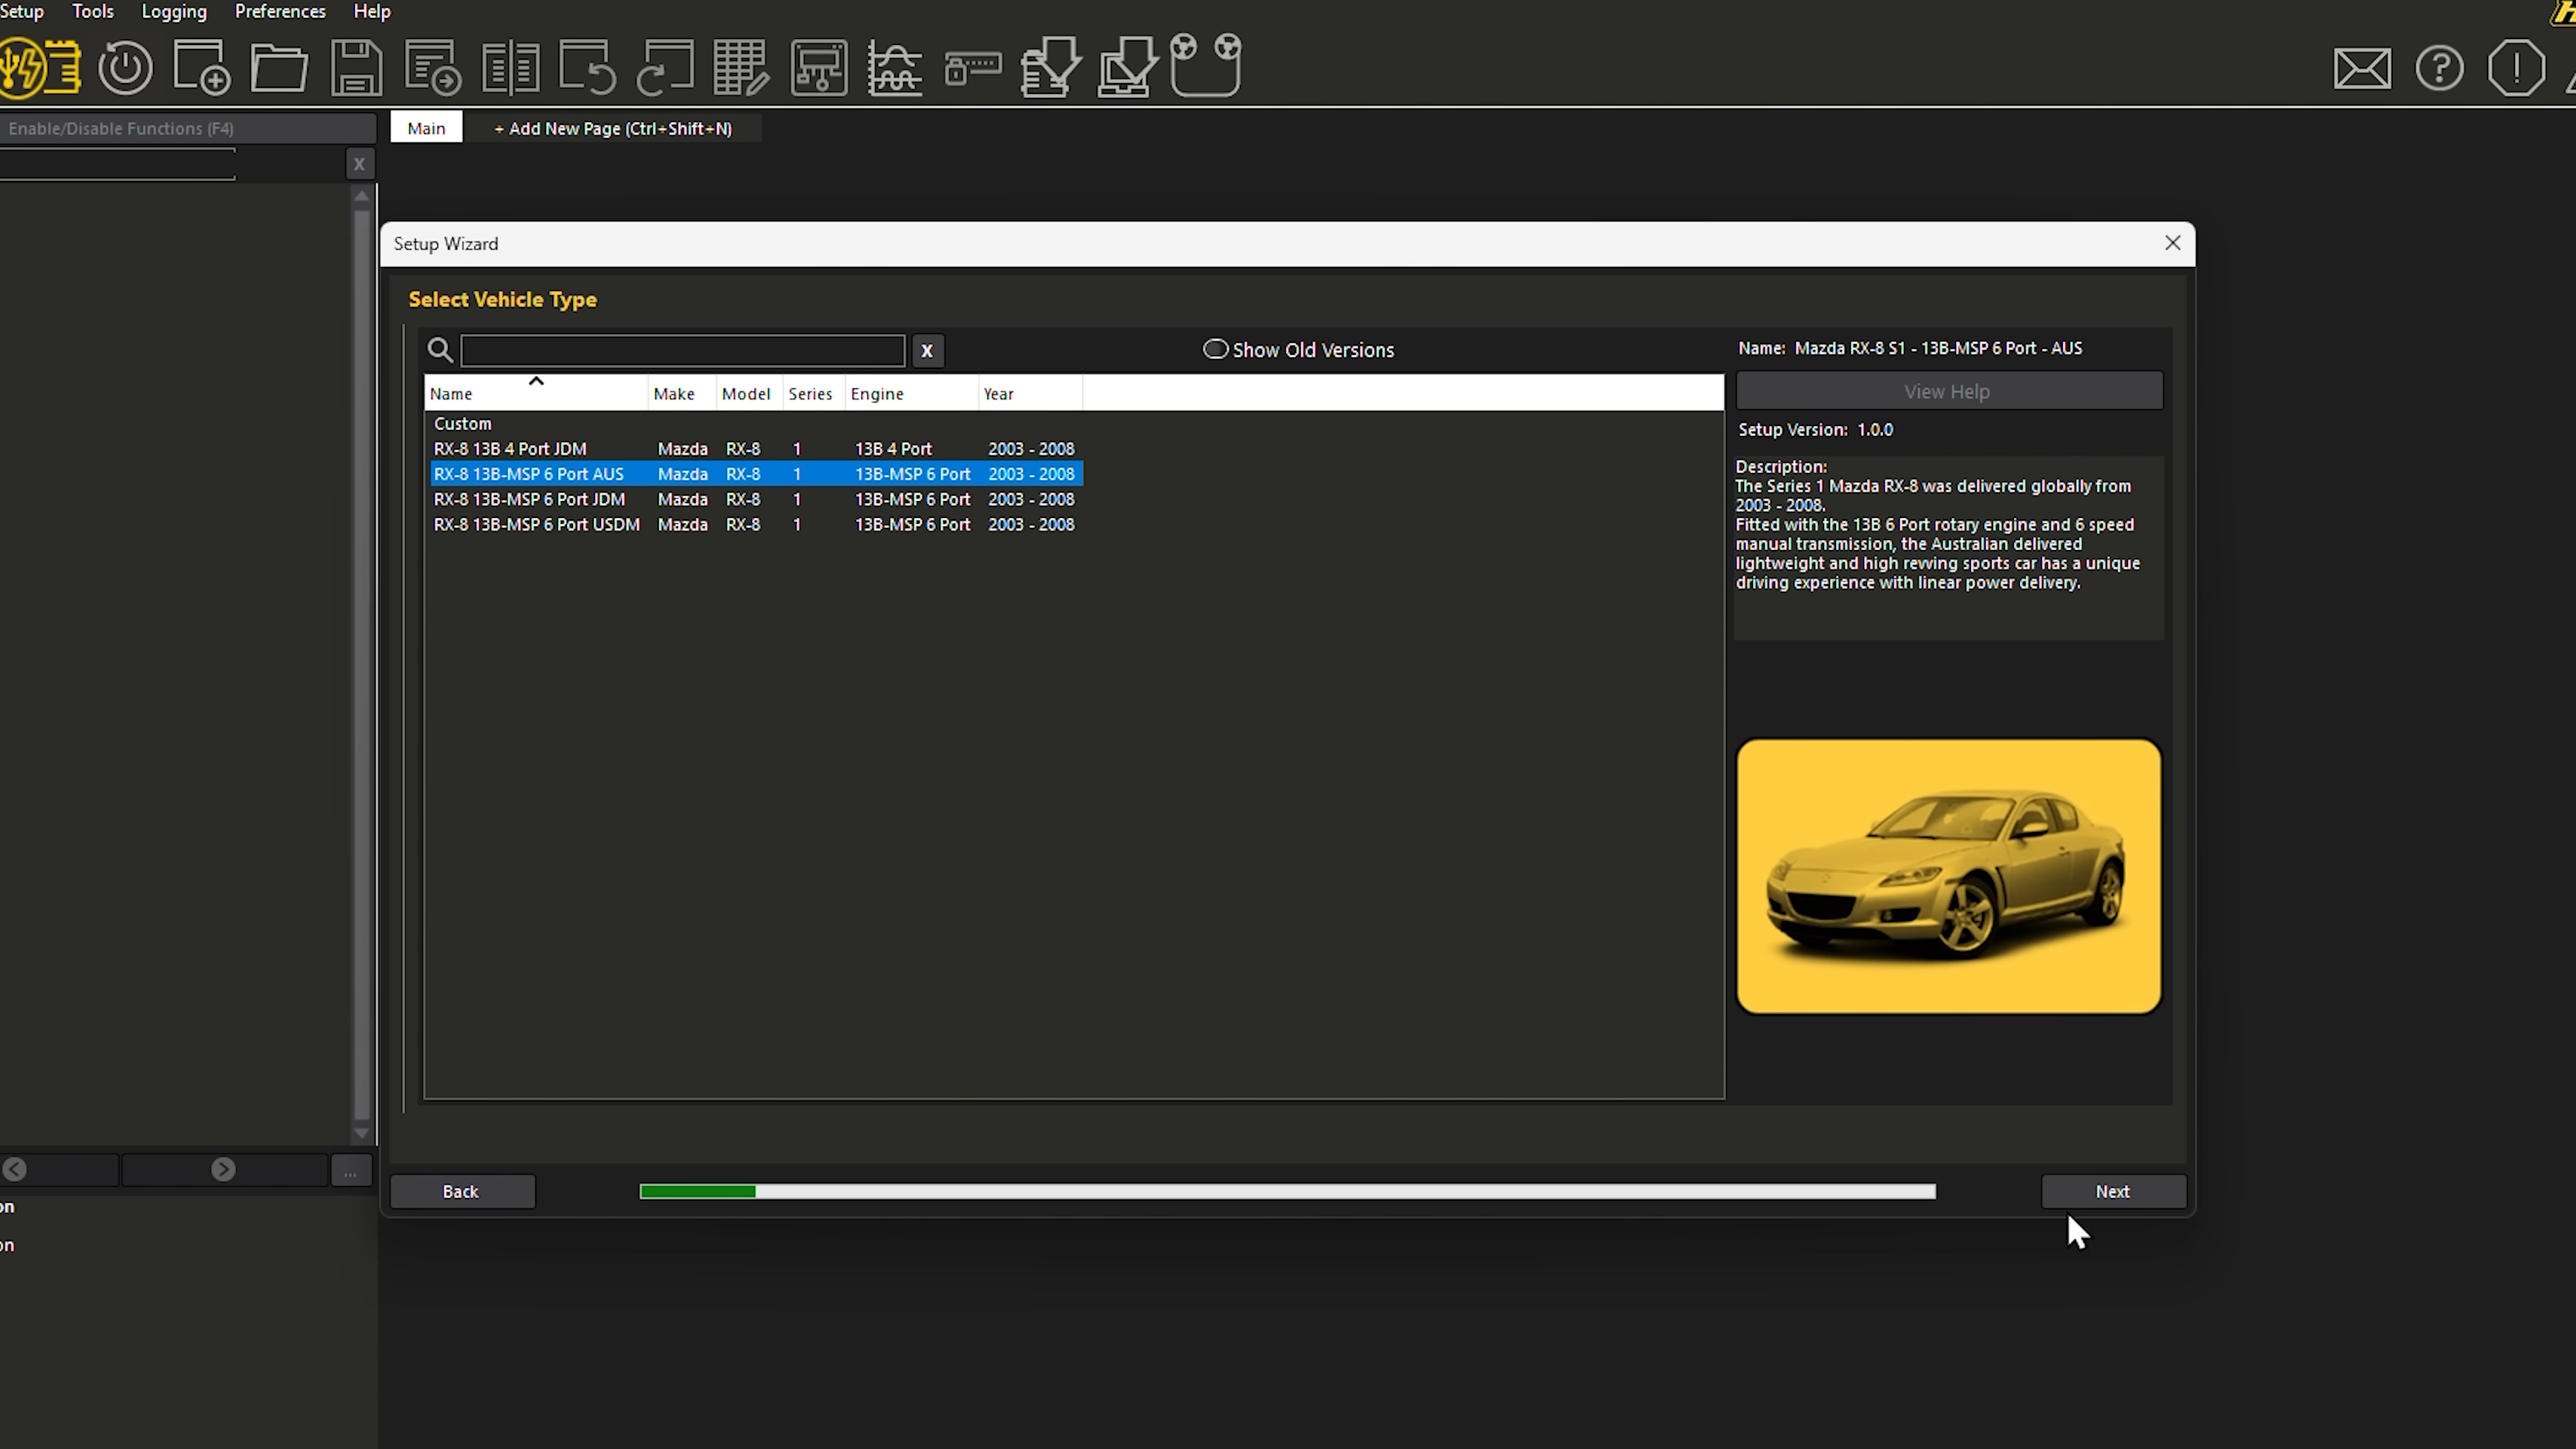 Setup Tools Logging Preferences Help
Enable/Disable Functions (F4)
Main + Add New Page (Ctrl+Shift+N)
x
Setup Wizard
Select Vehicle Type
x Show Old Versions
Name Make Model Series Engine Year
Custom
RX-8 13B 4 Port JDM Mazda RX-8 1 13B 4 Port 2003 - 2008
RX-8 13B-MSP 6 Port AUS Mazda RX-8 1 13B-MSP 6 Port 2003 - 2008
RX-8 13B-MSP 6 Port JDM Mazda RX-8 1 13B-MSP 6 Port 2003 - 2008
RX-8 13B-MSP 6 Port USDM Mazda RX-8 1 13B-MSP 6 Port 2003 - 2008
Name: Mazda RX-8 S1 - 13B-MSP 6 Port - AUS
View Help
Setup Version: 1.0.0
Description:
The Series 1 Mazda RX-8 was delivered globally from
2003 - 2008.
Fitted with the 13B 6 Port rotary engine and 6 speed
manual transmission, the Australian delivered
lightweight and high revving sports car has a unique
driving experience with linear power delivery.
...
on
on
Back
Next